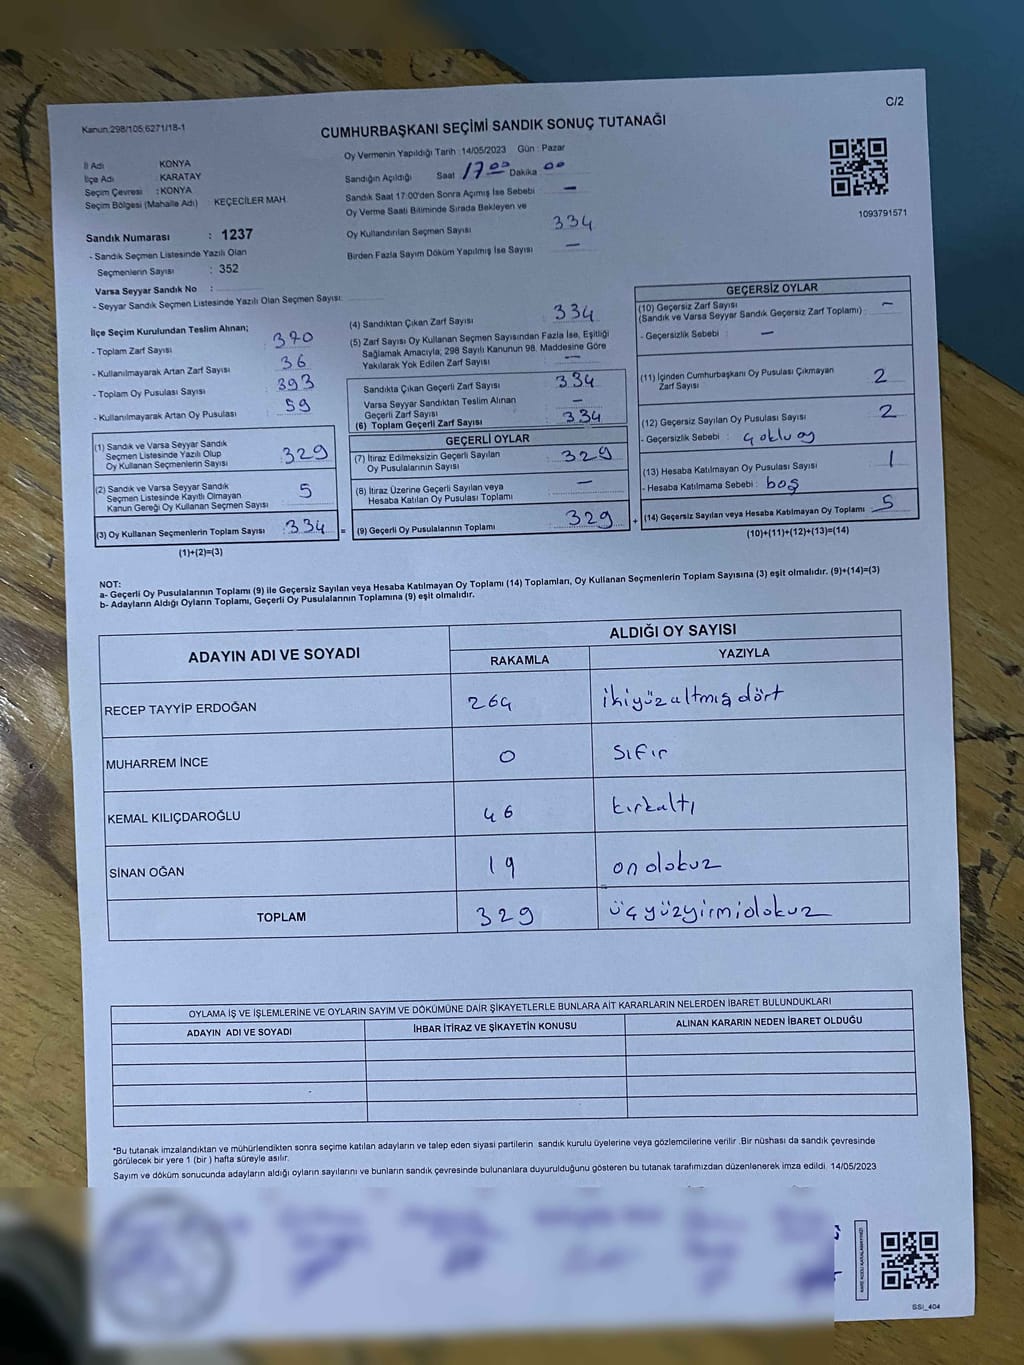 C/2
Kanun,298/105;6271/18-1
CUMHURBAŞKANI SEÇİMİ SANDIK SONUÇ TUTANAĞI
İl Adı KONYA
İlçe Adı : KARATAY
Seçim Çevresi : KONYA
Seçim Bölgesi (Mahalle Adı) KEÇECİLER MAH.
Sandık Numarası : 1237
- Sandık Seçmen Listesinde Yazılı Olan
Seçmenlerin Sayısı : 352
Varsa Seyyar Sandık No :
- Seyyar Sandık Seçmen Listesinde Yazılı Olan Seçmen Sayısı:
Oy Vermenin Yapıldığı Tarih : 14/05/2023 Gün : Pazar
Sandığın Açıldığı Saat 17 00 Dakika 00
Sandık Saat 17:00'den Sonra Açımış İse Sebebi –
Oy Verme Saati Bitiminde Sırada Bekleyen ve
Oy Kullandırılan Seçmen Sayısı 334
Birden Fazla Sayım Döküm Yapılmış İse Sayısı –
1093791571
İlçe Seçim Kurulundan Teslim Alınan;
- Toplam Zarf Sayısı 370
- Kullanılmayarak Artan Zarf Sayısı 36
- Toplam Oy Pusulası Sayısı 393
- Kullanılmayarak Artan Oy Pusulası 59
(1) Sandık ve Varsa Seyyar Sandık
Seçmen Listesinde Yazılı Olup
Oy Kullanan Seçmenlerin Sayısı 329
(2) Sandık ve Varsa Seyyar Sandık
Seçmen Listesinde Kayıtlı Olmayan
Kanun Gereği Oy Kullanan Seçmen Sayısı 5
(3) Oy Kullanan Seçmenlerin Toplam Sayısı 334 =
(1)+(2)=(3)
(4) Sandıktan Çıkan Zarf Sayısı 334
(5) Zarf Sayısı Oy Kullanan Seçmen Sayısından Fazla İse, Eşitliği
Sağlamak Amacıyla; 298 Sayılı Kanunun 98. Maddesine Göre
Yakılarak Yok Edilen Zarf Sayısı –
Sandıkta Çıkan Geçerli Zarf Sayısı 334
Varsa Seyyar Sandıktan Teslim Alınan
Geçerli Zarf Sayısı –
(6) Toplam Geçerli Zarf Sayısı 334
GEÇERLİ OYLAR
(7) İtiraz Edilmeksizin Geçerli Sayılan
Oy Pusulalarının Sayısı 329
(8) İtiraz Üzerine Geçerli Sayılan veya
Hesaba Katılan Oy Pusulası Toplamı –
(9) Geçerli Oy Pusulalarının Toplamı 329 +
GEÇERSİZ OYLAR
(10) Geçersiz Zarf Sayısı
(Sandık ve Varsa Seyyar Sandık Geçersiz Zarf Toplamı) : –
- Geçersizlik Sebebi : –
(11) İçinden Cumhurbaşkanı Oy Pusulası Çıkmayan
Zarf Sayısı 2
(12) Geçersiz Sayılan Oy Pusulası Sayısı 2
- Geçersizlik Sebebi : çoklu oy
(13) Hesaba Katılmayan Oy Pusulası Sayısı 1
- Hesaba Katılmama Sebebi : boş
(14) Geçersiz Sayılan veya Hesaba Katılmayan Oy Toplamı 5
(10)+(11)+(12)+(13)=(14)
NOT:
a- Geçerli Oy Pusulalarının Toplamı (9) ile Geçersiz Sayılan veya Hesaba Katılmayan Oy Toplamı (14) Toplamları, Oy Kullanan Seçmenlerin Toplam Sayısına (3) eşit olmalıdır. (9)+(14)=(3)
b- Adayların Aldığı Oyların Toplamı, Geçerli Oy Pusulalarının Toplamına (9) eşit olmalıdır.
ADAYIN ADI VE SOYADI ALDIĞI OY SAYISI
RAKAMLA YAZIYLA
RECEP TAYYİP ERDOĞAN 264 ikiyüzaltmışdört
MUHARREM İNCE 0 Sıfır
KEMAL KILIÇDAROĞLU 46 kırkaltı
SİNAN OĞAN 19 ondokuz
TOPLAM 329 üçyüzyirmidokuz
OYLAMA İŞ VE İŞLEMLERİNE VE OYLARIN SAYIM VE DÖKÜMÜNE DAİR ŞİKAYETLERLE BUNLARA AİT KARARLARIN NELERDEN İBARET BULUNDUKLARI
ADAYIN ADI VE SOYADI İHBAR İTİRAZ VE ŞİKAYETİN KONUSU ALINAN KARARIN NEDEN İBARET OLDUĞU
*Bu tutanak imzalandıktan ve mühürlendikten sonra seçime katılan adayların ve talep eden siyasi partilerin sandık kurulu üyelerine veya gözlemcilerine verilir .Bir nüshası da sandık çevresinde
görülecek bir yere 1 (bir ) hafta süreyle asılır.
Sayım ve döküm sonucunda adayların aldığı oyların sayılarını ve bunların sandık çevresinde bulunanlara duyurulduğunu gösteren bu tutanak tarafımızdan düzenlenerek imza edildi. 14/05/2023
SSI_404